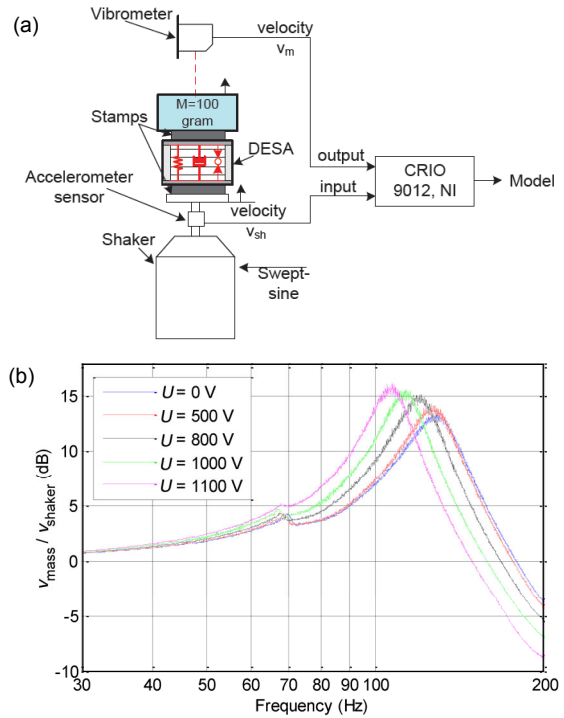 (a)
Vibrometer
velocity
vm
M=100
gram
Stamps
DESA
output
CRIO
9012, NI
Model
input
Accelerometer
sensor
velocity
vsh
Shaker
Swept-
sine
(b)
U = 0 V
U = 500 V
U = 800 V
U = 1000 V
U = 1100 V
vmass / vshaker (dB)
15
10
5
0
-5
-10
30 40 50 60 70 80 90 100 200
Frequency (Hz)